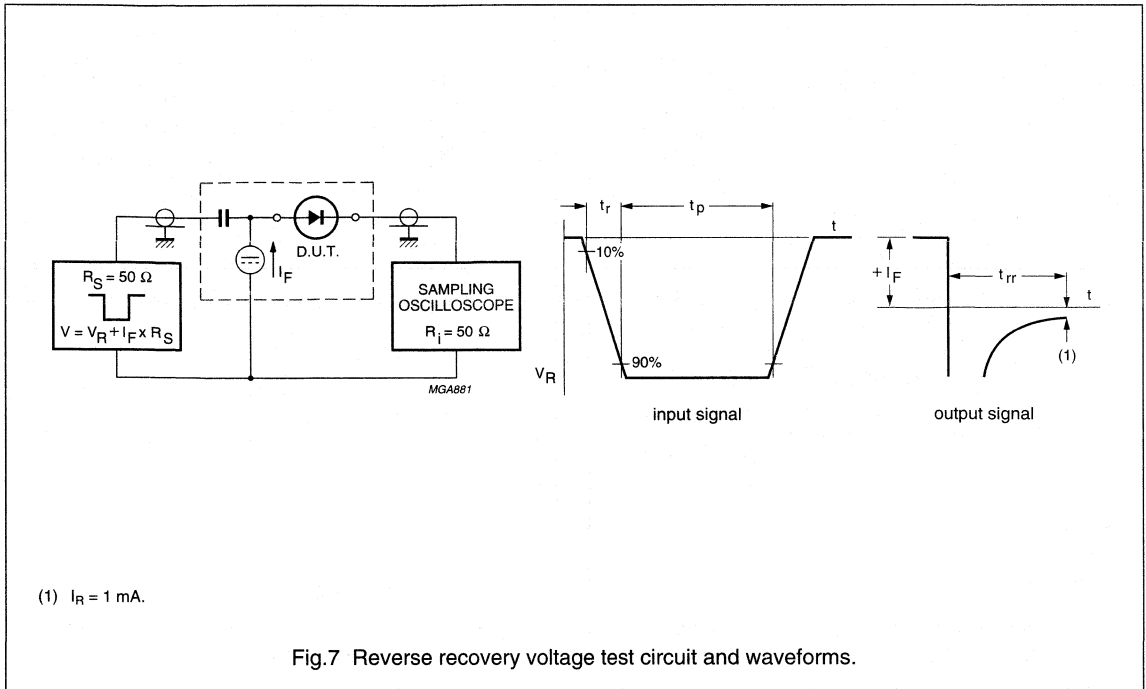 R_S = 50 Ω
V = V_R + I_F x R_S
I_F
D.U.T.
SAMPLING
OSCILLOSCOPE
R_i = 50 Ω
MGA881
t_r
t_p
t
10%
90%
V_R
input signal
+ I_F
t_rr
t
(1)
output signal
(1) I_R = 1 mA.
Fig.7 Reverse recovery voltage test circuit and waveforms.